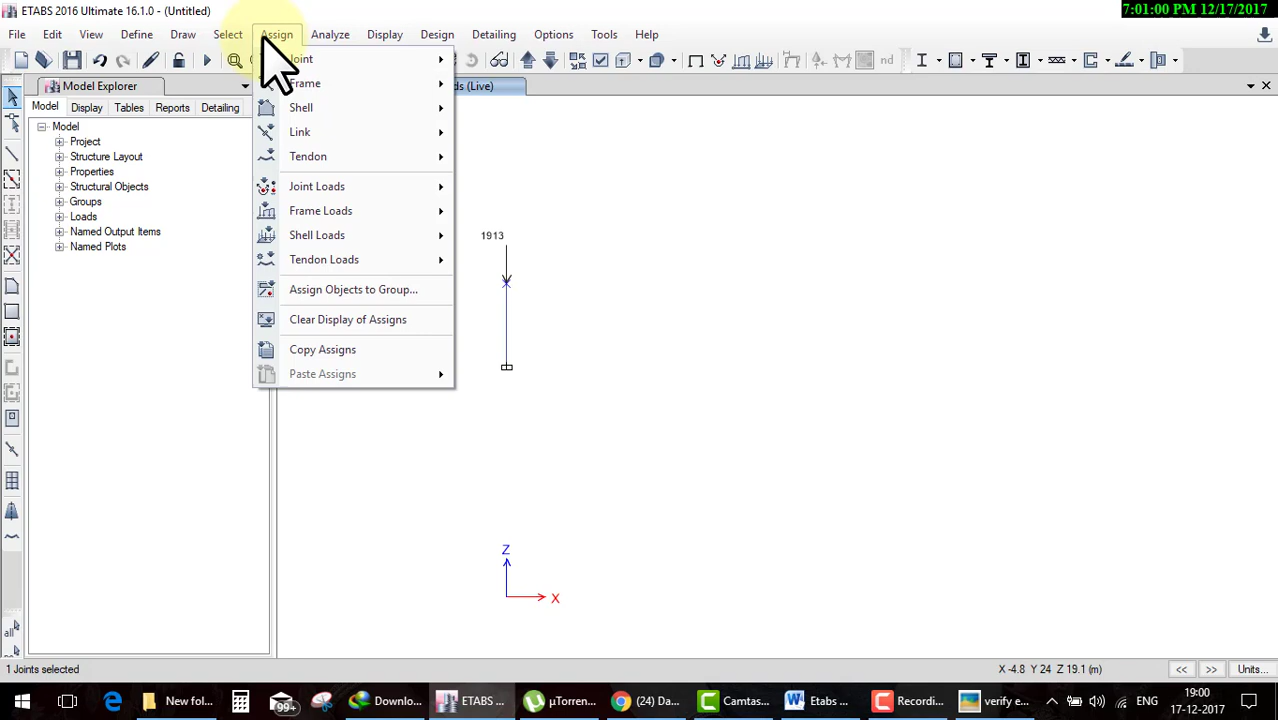 ETABS 2016 Ultimate 16.1.0 - (Untitled)
7:01:00 PM 12/17/2017
File Edit View Define Draw Select Assign Analyze Display Design Detailing Options Tools Help
nd
Model Explorer
ds (Live)
Model Display Tables Reports Detailing
Model
Project
Structure Layout
Properties
Structural Objects
Groups
Loads
Named Output Items
Named Plots
Joint
Frame
Shell
Link
Tendon
Joint Loads
Frame Loads
Shell Loads
Tendon Loads
Assign Objects to Group...
Clear Display of Assigns
Copy Assigns
Paste Assigns
1913
Z
X
all
1 Joints selected
X -4.8 Y 24 Z 19.1 (m)
<< >> Units...
New fol...
99+
Downlo...
ETABS ...
µTorren...
(24) Da...
Camtas...
Etabs ...
Recordi...
verify e...
ENG
19:00
17-12-2017